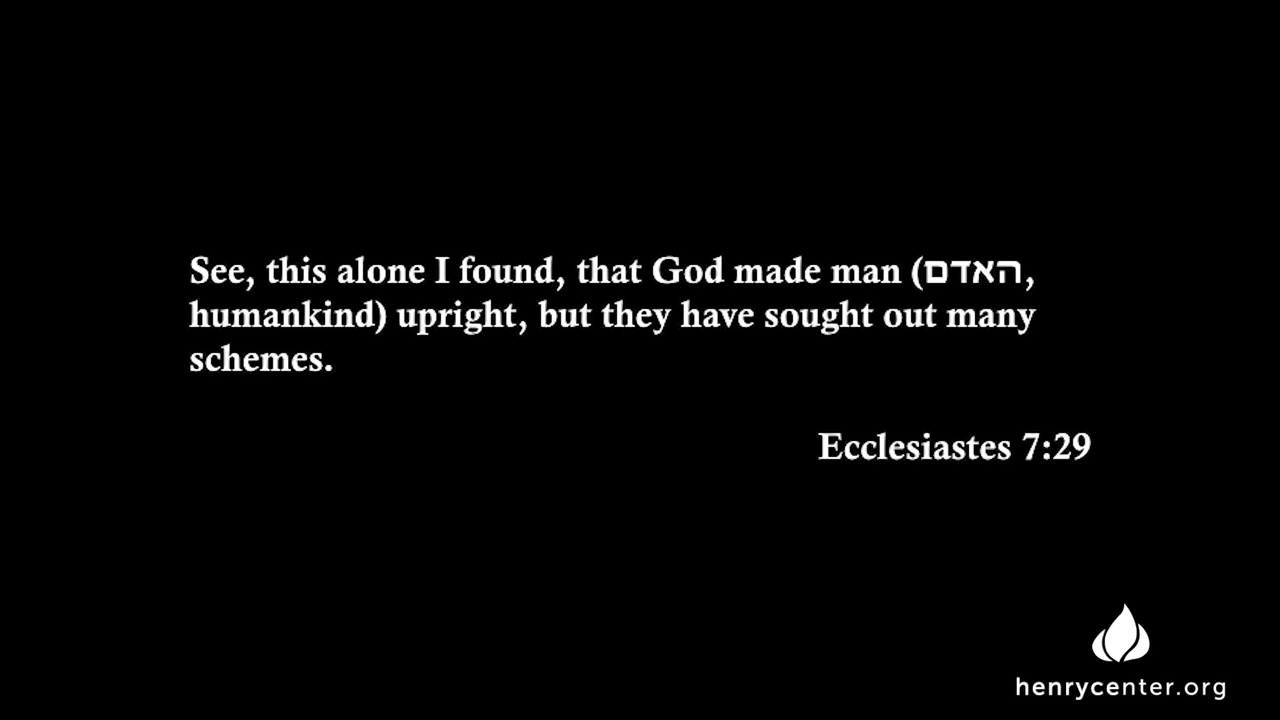 See, this alone I found, that God made man (האדם,
humankind) upright, but they have sought out many
schemes.
Ecclesiastes 7:29
henrycenter.org